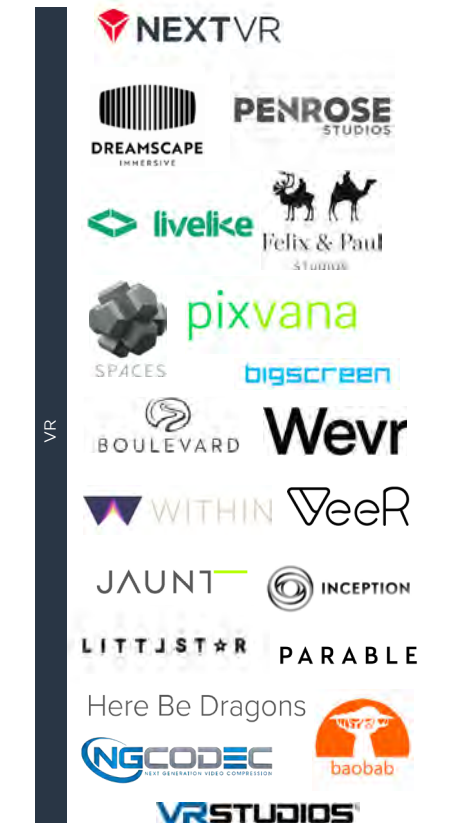 NEXTVR
DREAMSCAPE
IMMERSIVE
PENROSE
STUDIOS
livelike
Felix & Paul
STUDIOS
SPACES
pixvana
bigscreen
VR
BOULEVARD
Wevr
WITHIN
VeeR
JAUNT
INCEPTION
LITTLSTAR
PARABLE
Here Be Dragons
NGCODEC
NEXT GENERATION VIDEO COMPRESSION
baobab
VRSTUDIOS